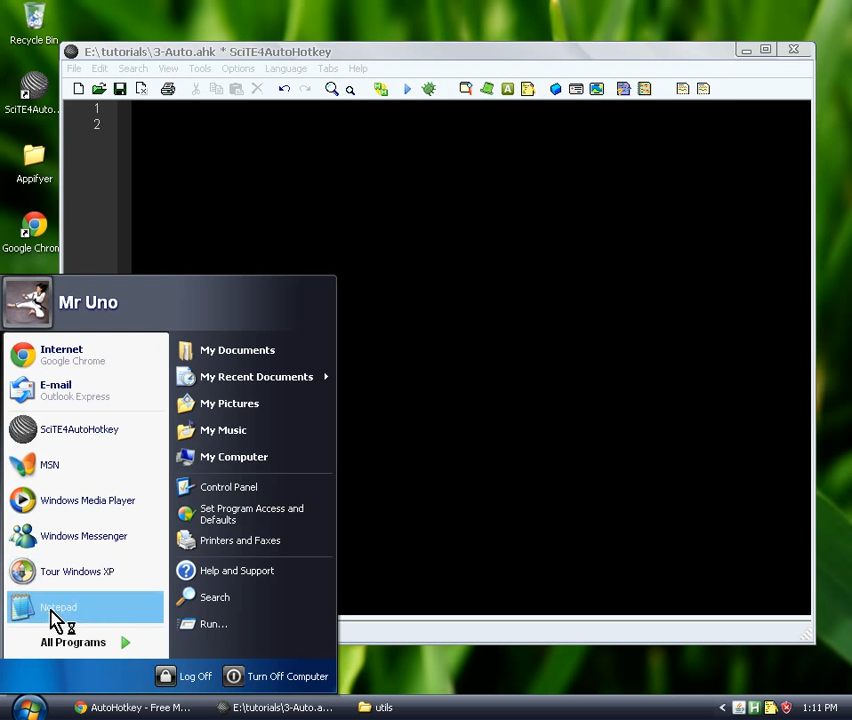 Recycle Bin
E:\tutorials\3-Auto.ahk * SciTE4AutoHotkey
File Edit Search View Tools Options Language Tabs Help
1
2
SciTE4Auto...
Appifyer
Google Chrom
Mr Uno
Internet
Google Chrome
E-mail
Outlook Express
SciTE4AutoHotkey
MSN
Windows Media Player
Windows Messenger
Tour Windows XP
Notepad
All Programs
My Documents
My Recent Documents
My Pictures
My Music
My Computer
Control Panel
Set Program Access and
Defaults
Printers and Faxes
Help and Support
Search
Run...
Log Off
Turn Off Computer
AutoHotkey - Free M...
E:\tutorials\3-Auto.a...
utils
1:11 PM